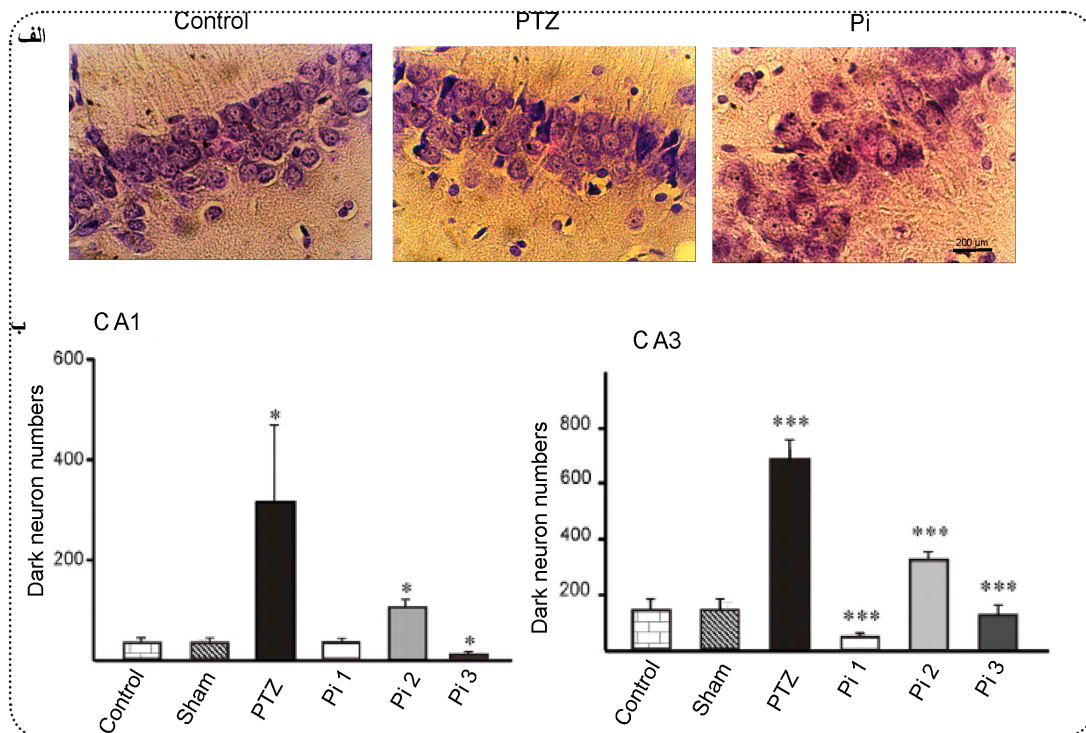 Control PTZ Pi
الف
200 µm
ب
C A1
600
400
200
Dark neuron numbers
*
*
*
Control Sham PTZ Pi 1 Pi 2 Pi 3
C A3
800
600
400
200
Dark neuron numbers
***
***
***
***
Control Sham PTZ Pi 1 Pi 2 Pi 3